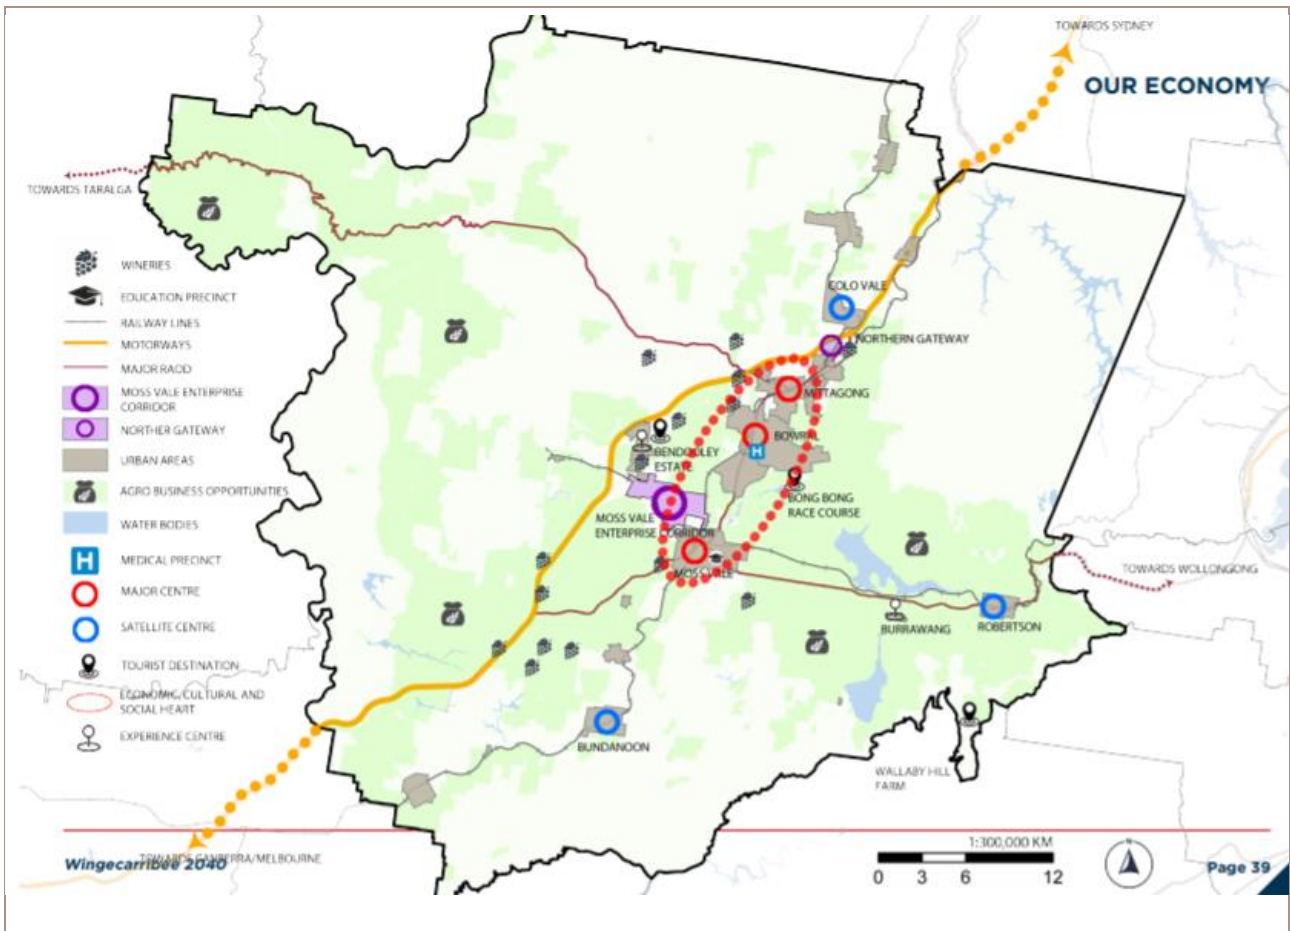 TOWARDS SYDNEY
OUR ECONOMY
TOWARDS TARALGA
WINERIES
EDUCATION PRECINCT
RAILWAY LINES
MOTORWAYS
MAJOR RAOD
MOSS VALE ENTERPRISE
CORRIDOR
NORTHER GATEWAY
URBAN AREAS
AGRO BUSINESS OPPORTUNITIES
WATER BODIES
H
MEDICAL PRECINCT
MAJOR CENTRE
SATELLITE CENTRE
TOURIST DESTINATION
ECONOMIC, CULTURAL AND
SOCIAL HEART
EXPERIENCE CENTRE
COLO VALE
NORTHERN GATEWAY
MITTAGONG
BOWRAL
H
BENDOOLEY
ESTATE
BONG BONG
RACE COURSE
MOSS VALE
ENTERPRISE CORRIDOR
MOSS VALE
TOWARDS WOLLONGONG
BURRAWANG
ROBERTSON
BUNDANOON
WALLABY HILL
FARM
TOWARDS CANBERRA/MELBOURNE
Wingecarribee 2040
1:300,000 KM
0 3 6 12
N
Page 39